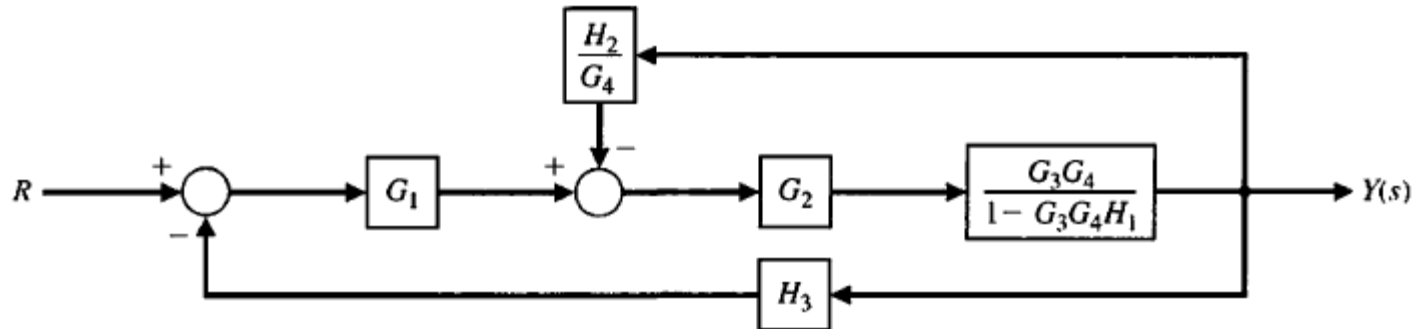 H₂
G₄
−
+
+
−
R
G₁
G₂
G₃G₄
1 − G₃G₄H₁
Y(s)
−
H₃